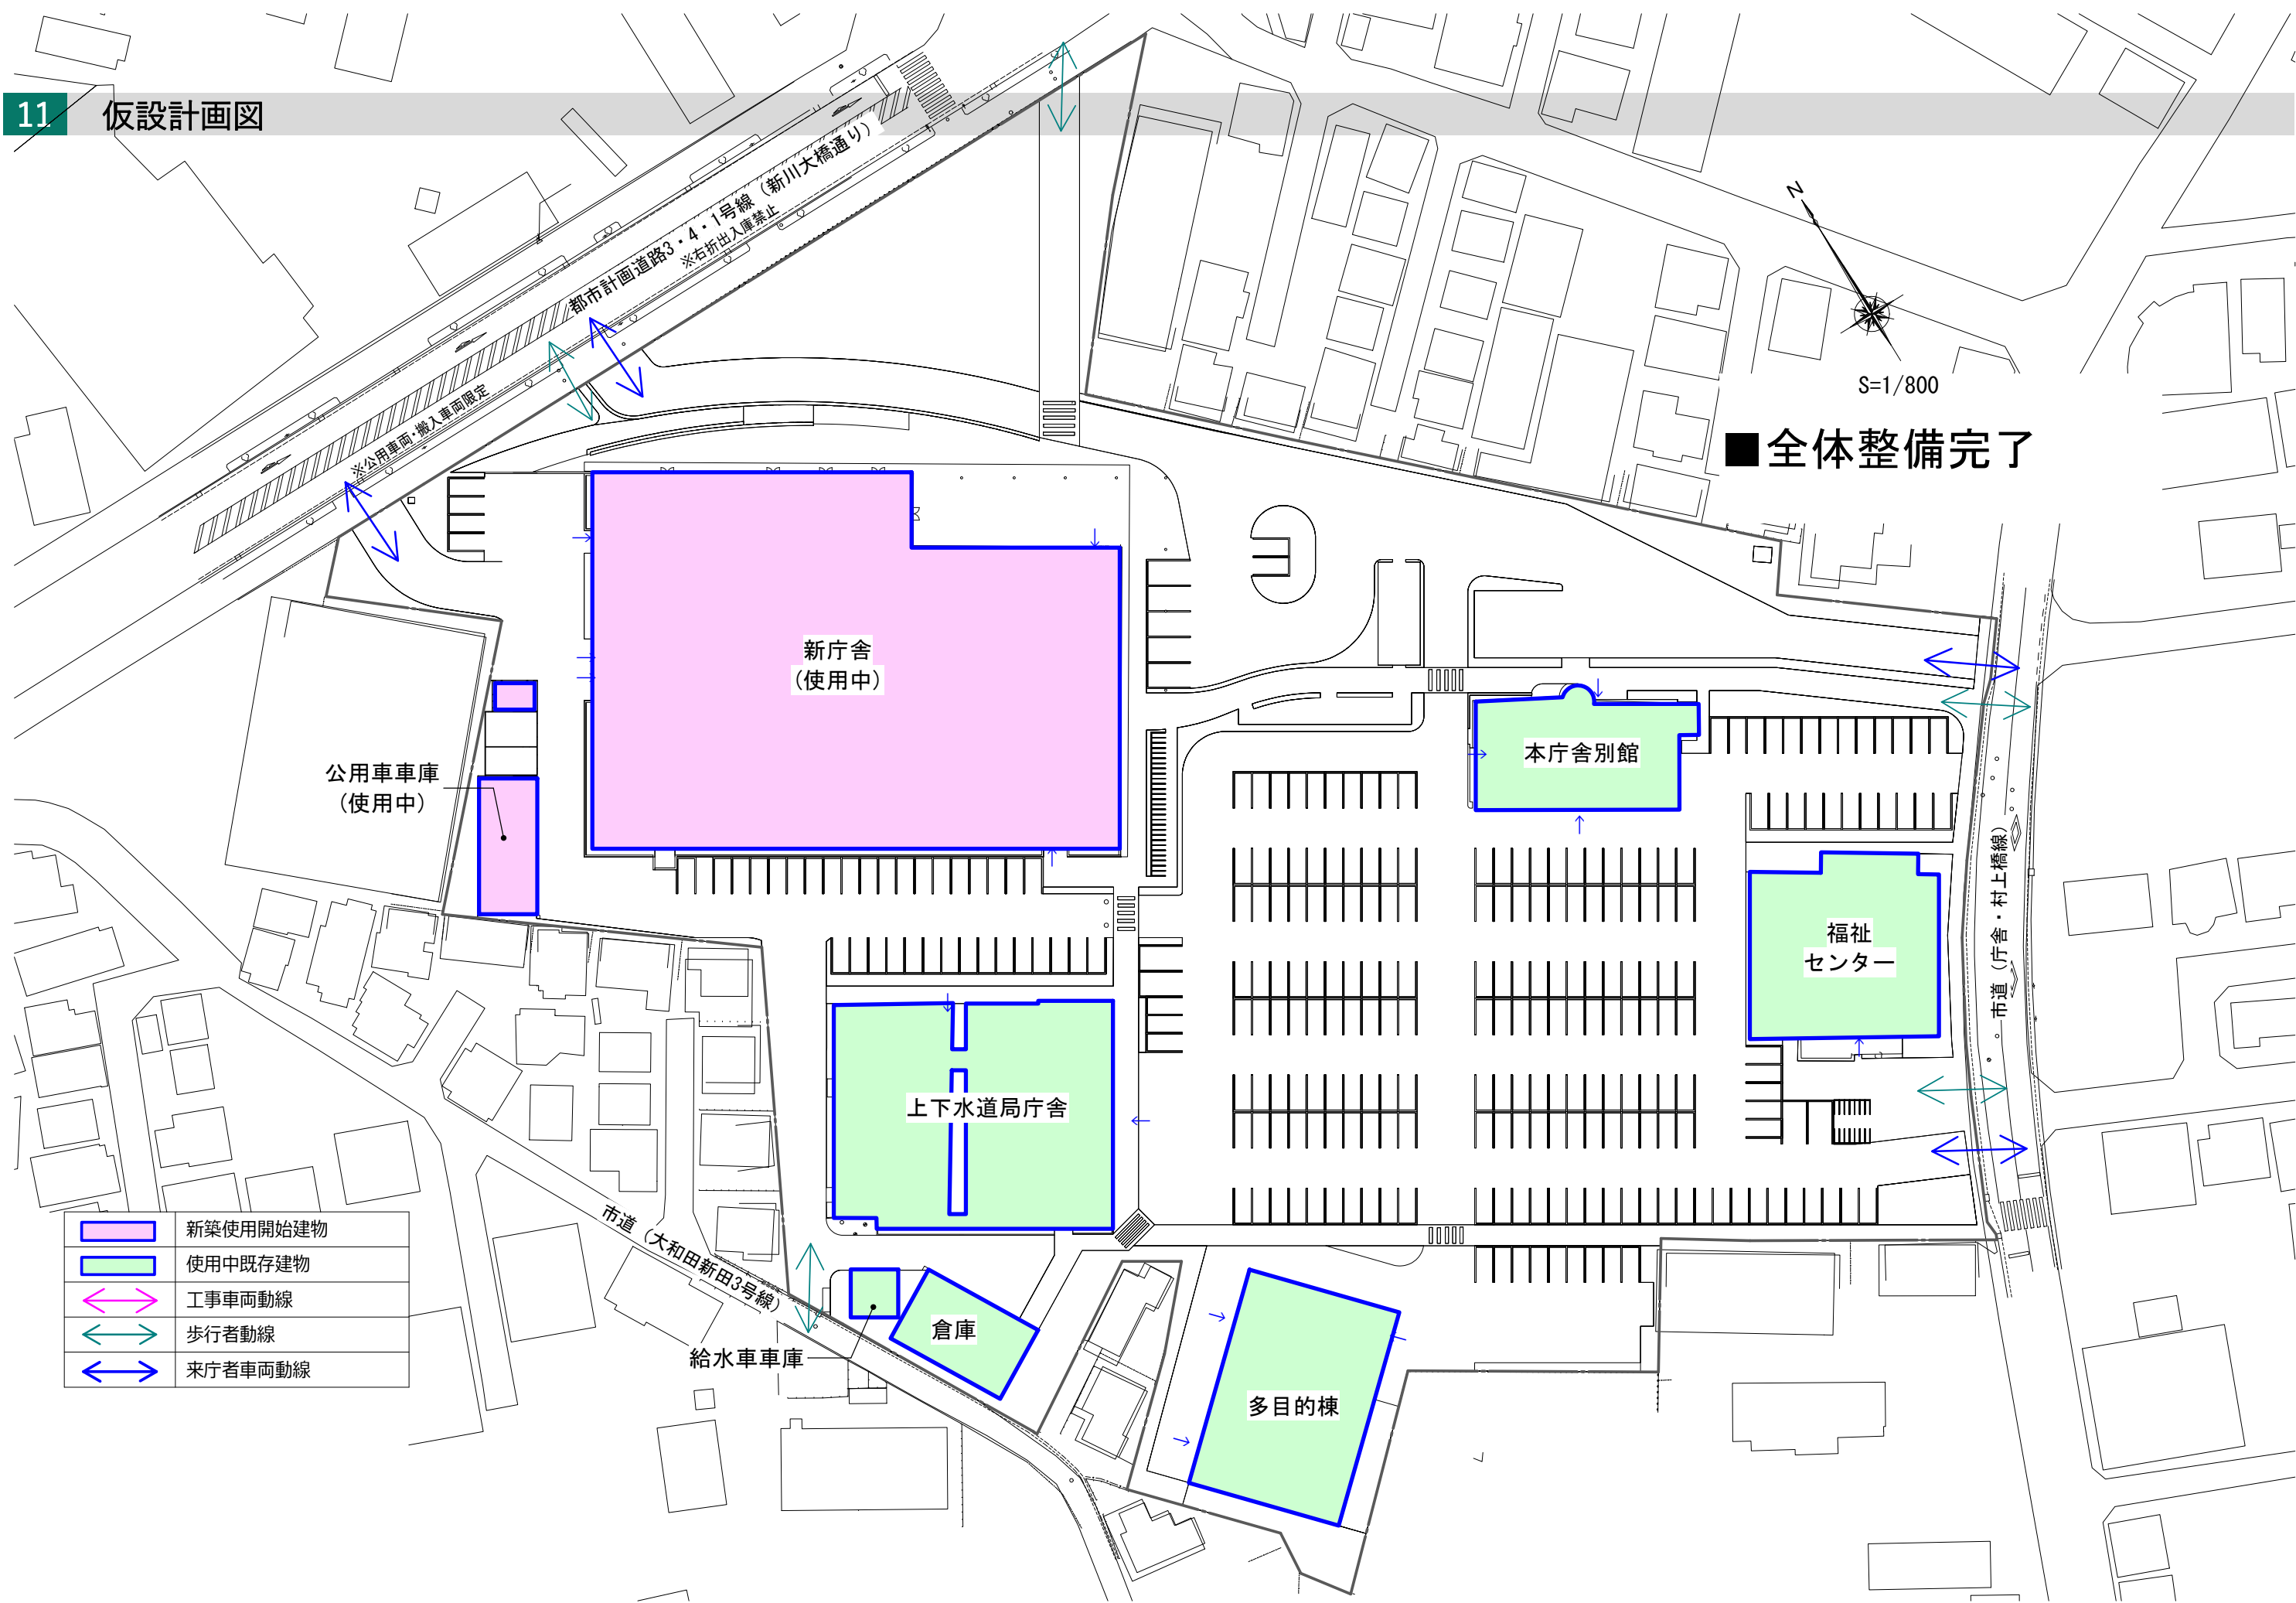 11 仮設計画図
都市計画道路3・4・1号線（新川大橋通り）
※右折出入庫禁止
※公用車両・搬入車両限定
N
S=1/800
■全体整備完了
新庁舎
（使用中）
公用車車庫
（使用中）
本庁舎別館
福祉
センター
市道（庁舎・村上橋線）
上下水道局庁舎
市道（大和田新田3号線）
倉庫
給水車車庫
多目的棟
新築使用開始建物
使用中既存建物
工事車両動線
歩行者動線
来庁者車両動線